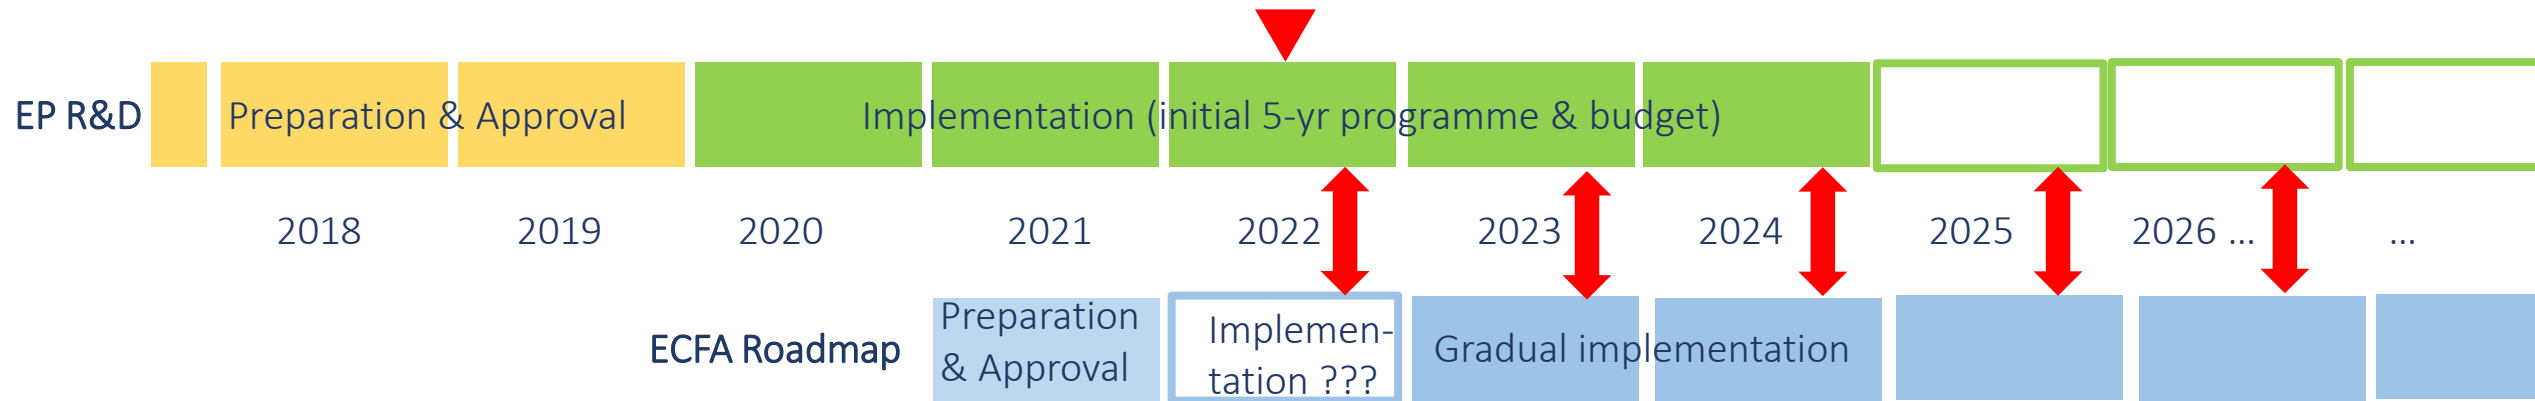 EP R&D
Preparation & Approval
Implementation (initial 5-yr programme & budget)
2018
2019
2020
2021
2022
2023
2024
2025
2026 ...
...
ECFA Roadmap
Preparation
& Approval
Implemen-
tation ???
Gradual implementation